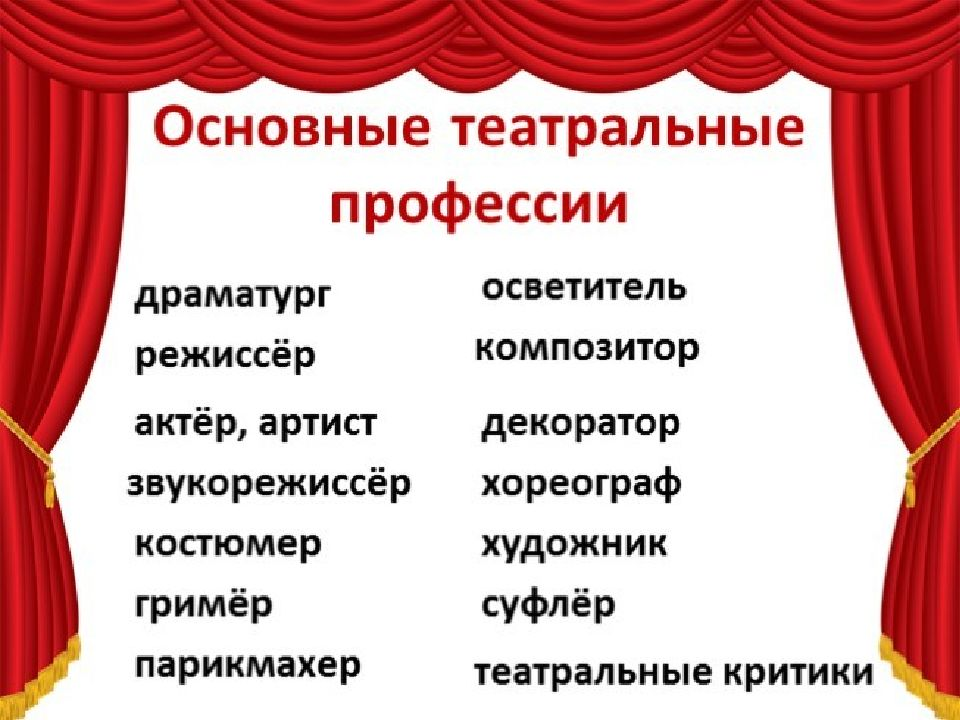 Основные театральные
профессии
драматург
режиссёр
актёр, артист
звукорежиссёр
костюмер
гримёр
парикмахер
осветитель
композитор
декоратор
хореограф
художник
суфлёр
театральные критики